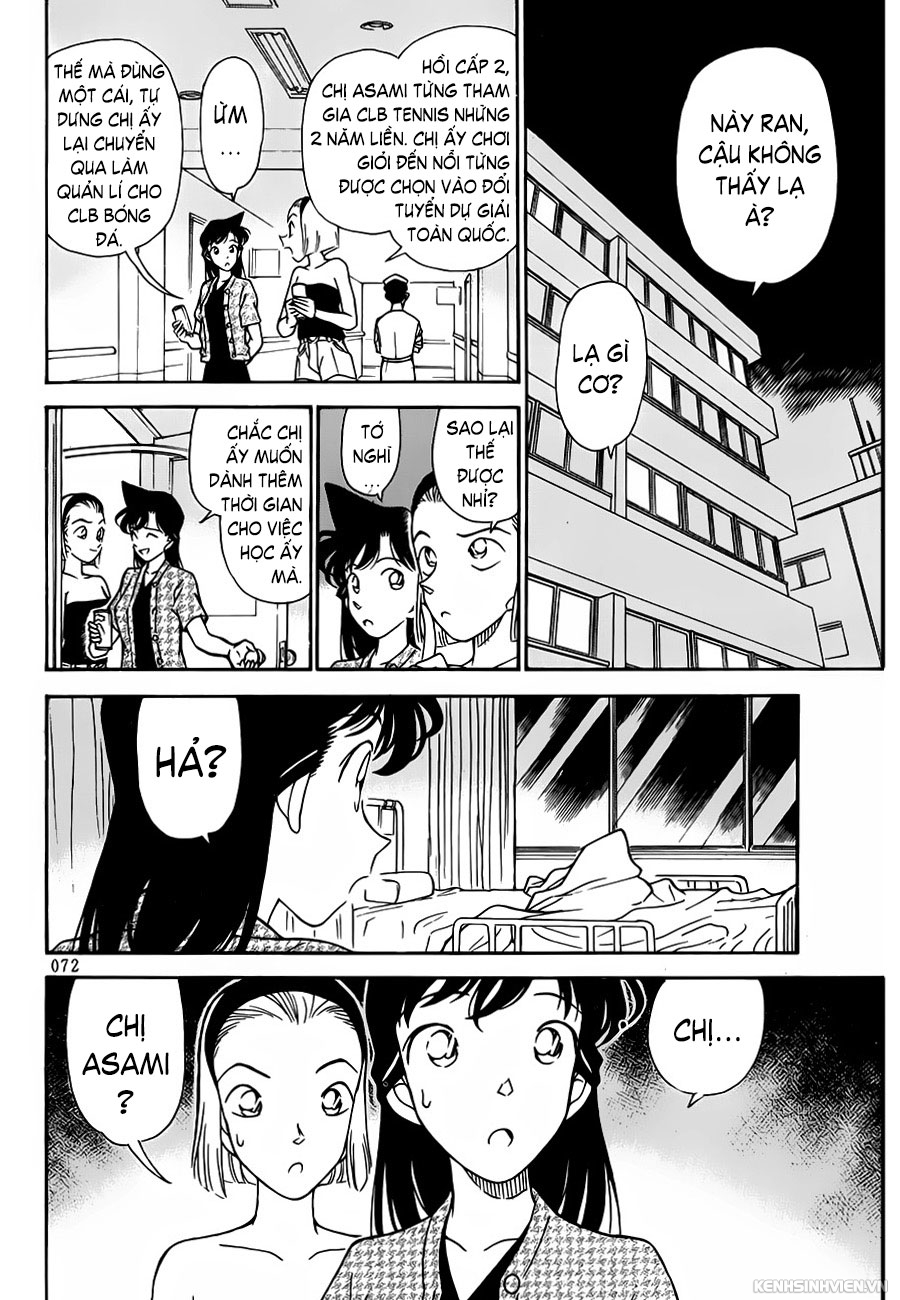 NÀY RAN,
CẬU KHÔNG
THẤY LẠ
À?
LẠ GÌ
CƠ?
HỒI CẤP 2,
CHỊ ASAMI TỪNG THAM
GIA CLB TENNIS NHỮNG
2 NĂM LIỀN. CHỊ ẤY CHƠI
GIỎI ĐẾN NỔI TỪNG
ĐƯỢC CHỌN VÀO ĐỔI
TUYỂN DỰ GIẢI
TOÀN QUỐC.
ỪM
...
THẾ MÀ ĐÙNG
MỘT CÁI, TỰ
DƯNG CHỊ ẤY
LẠI CHUYỂN
QUA LÀM
QUẢN LÍ CHO
CLB BÓNG
ĐÁ.
SAO LẠI
THẾ
ĐƯỢC
NHỈ?
TỚ
NGHĨ
...
CHẮC CHỊ
ẤY MUỐN
DÀNH THÊM
THỜI GIAN
CHO VIỆC
HỌC ẤY
MÀ.
HẢ?
072
CHỊ...
CHỊ
ASAMI
?
KENHSINHVIEN.VN